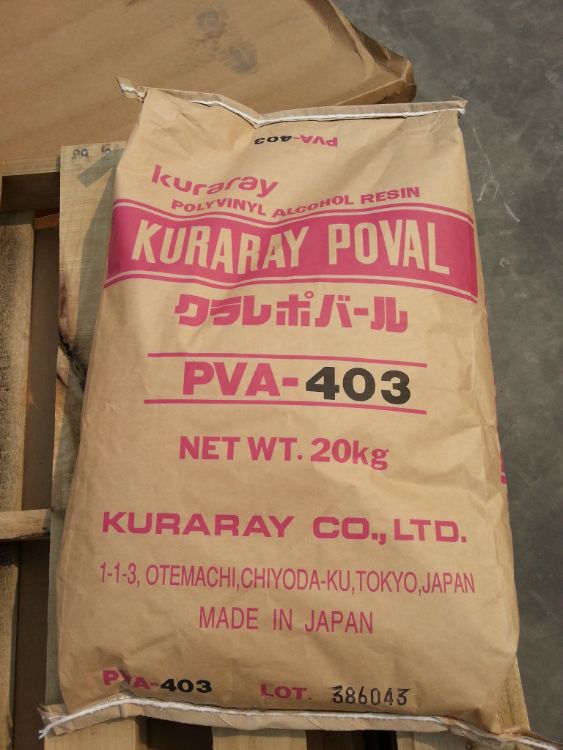 PVA-403
kuraray
POLYVINYL ALCOHOL RESIN
KURARAY POVAL
クラレポバール
PVA-403
NET WT. 20kg
KURARAY CO., LTD.
1-1-3, OTEMACHI,CHIYODA-KU,TOKYO,JAPAN
MADE IN JAPAN
PVA-403 LOT. 386043